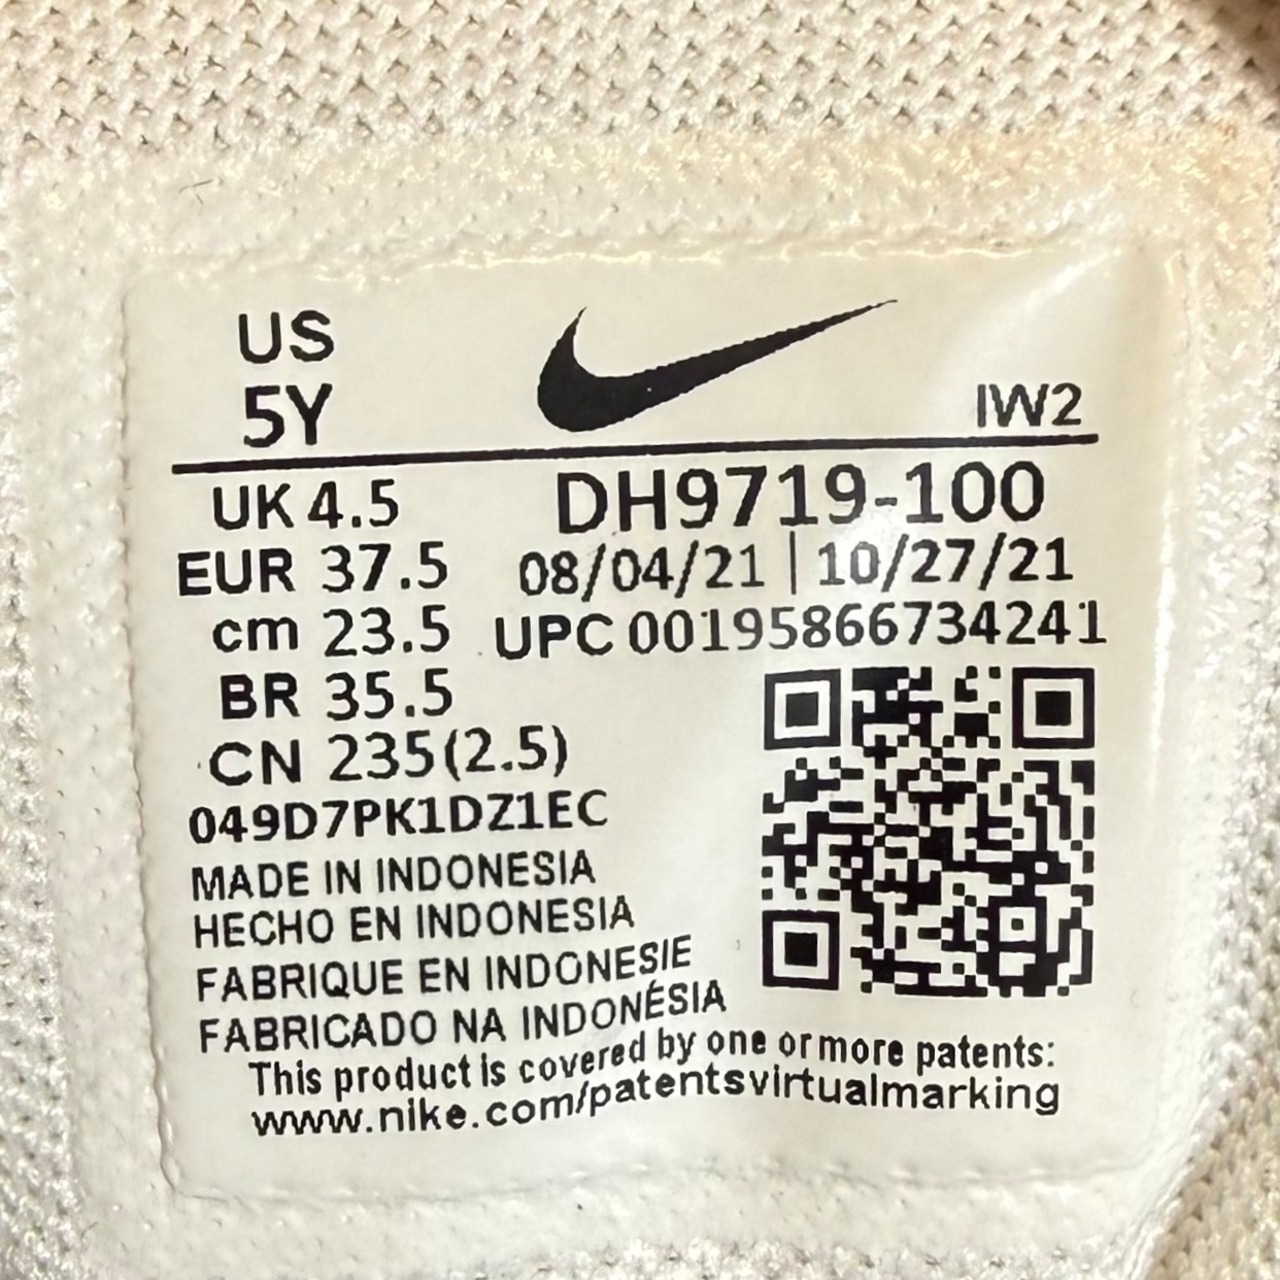 US
5Y
IW2
UK 4.5
DH9719-100
EUR 37.5
08/04/21 | 10/27/21
cm 23.5
UPC 00195866734241
BR 35.5
CN 235(2.5)
049D7PK1DZ1EC
MADE IN INDONESIA
HECHO EN INDONESIA
FABRIQUE EN INDONESIE
FABRICADO NA INDONÉSIA
This product is covered by one or more patents:
www.nike.com/patentsvirtualmarking